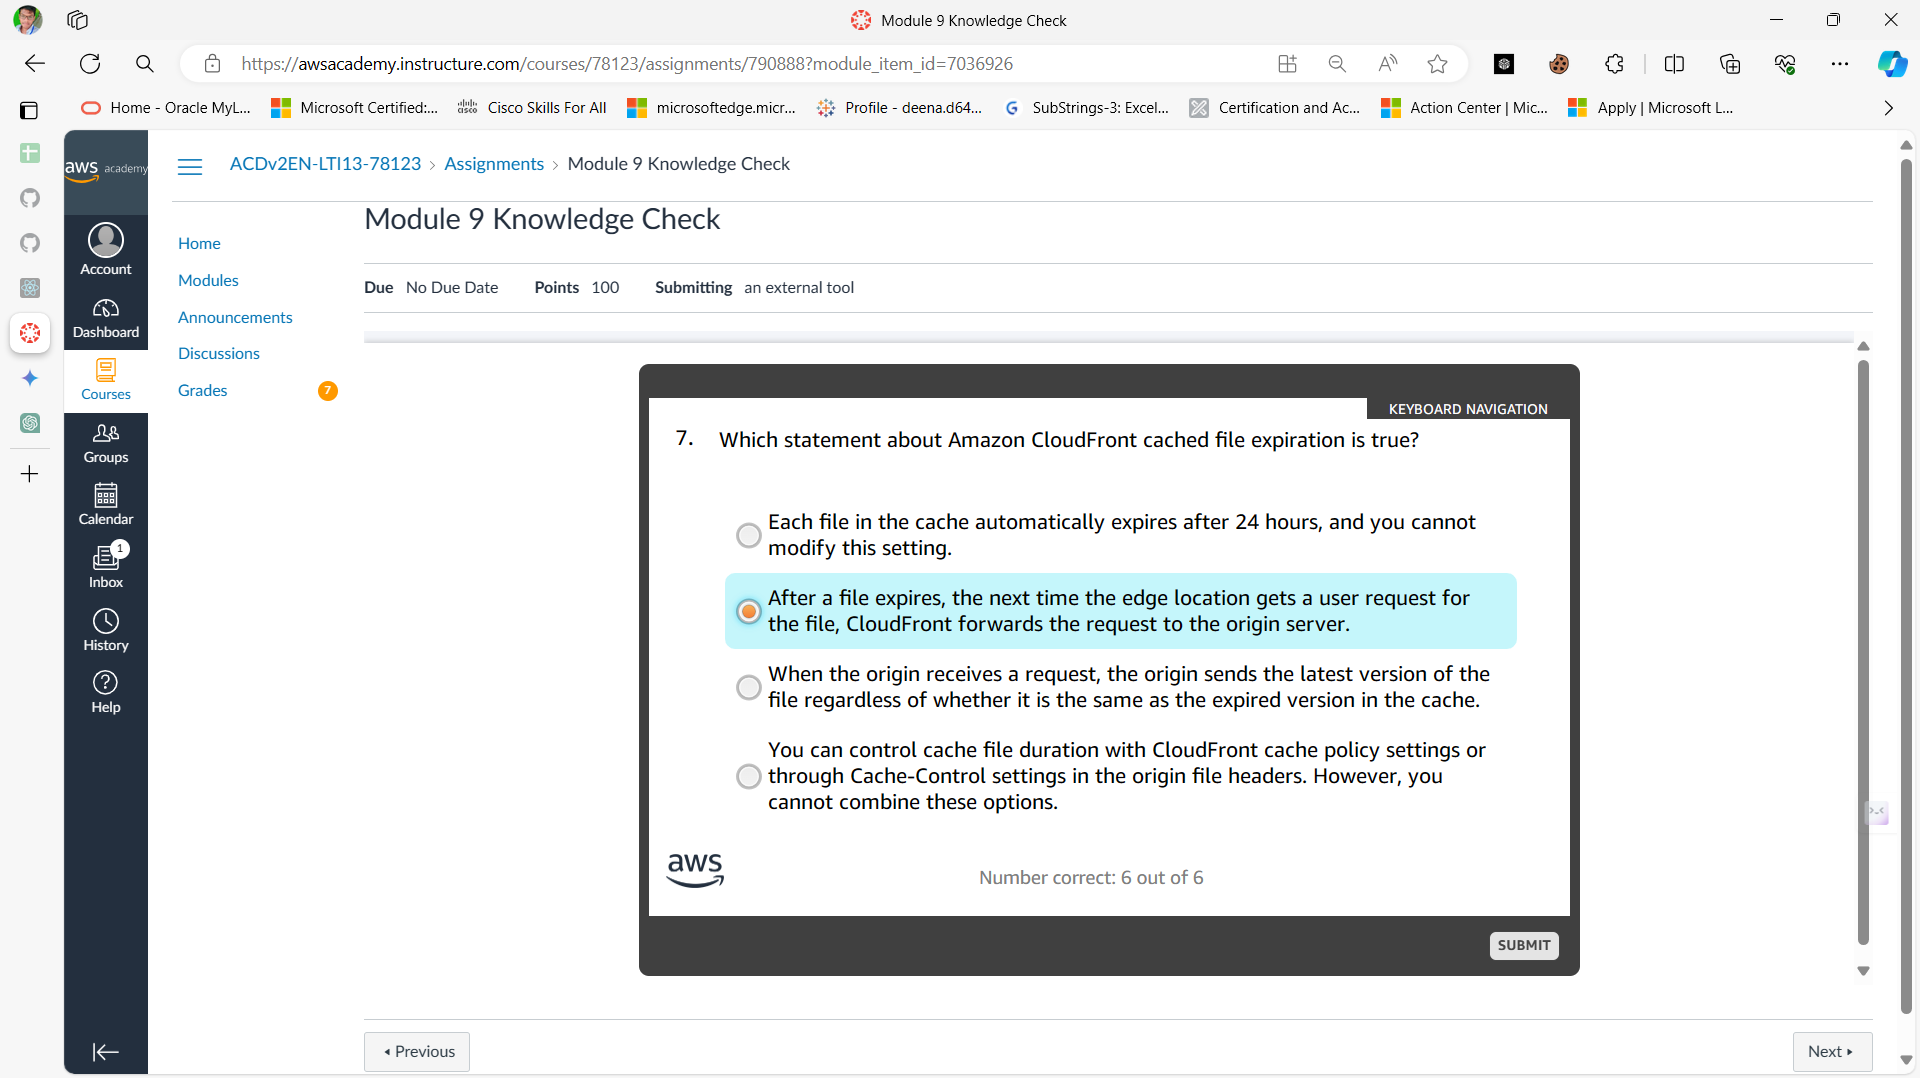 Module 9 Knowledge Check
https://awsacademy.instructure.com/courses/78123/assignments/790888?module_item_id=7036926
Home - Oracle MyL...
Microsoft Certified:...
Cisco Skills For All
microsoftedge.micr...
Profile - deena.d64...
SubStrings-3: Excel...
Certification and Ac...
Action Center | Mic...
Apply | Microsoft L...
aws academy
ACDv2EN-LTI13-78123 › Assignments › Module 9 Knowledge Check
Account
Dashboard
Courses
Groups
Calendar
1
Inbox
History
Help
Home
Modules
Announcements
Discussions
Grades 7
Module 9 Knowledge Check
Due No Due Date Points 100 Submitting an external tool
KEYBOARD NAVIGATION
7. Which statement about Amazon CloudFront cached file expiration is true?
Each file in the cache automatically expires after 24 hours, and you cannot
modify this setting.
After a file expires, the next time the edge location gets a user request for
the file, CloudFront forwards the request to the origin server.
When the origin receives a request, the origin sends the latest version of the
file regardless of whether it is the same as the expired version in the cache.
You can control cache file duration with CloudFront cache policy settings or
through Cache-Control settings in the origin file headers. However, you
cannot combine these options.
aws
Number correct: 6 out of 6
SUBMIT
Previous
Next